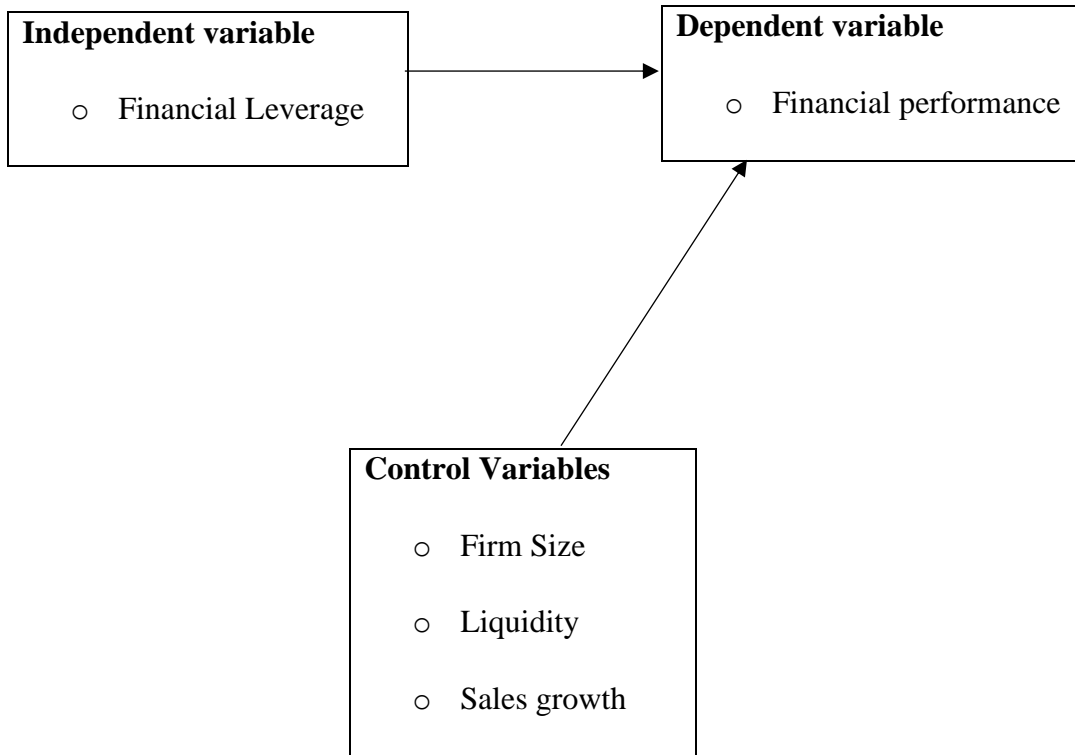 Independent variable
o Financial Leverage
Dependent variable
o Financial performance
Control Variables
o Firm Size
o Liquidity
o Sales growth